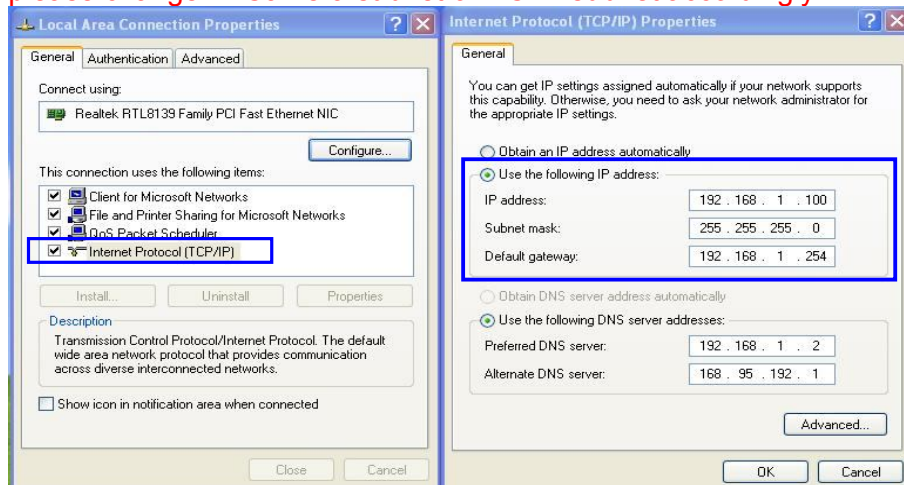 Local Area Connection Properties
General Authentication Advanced
Connect using:
Realtek RTL8139 Family PCI Fast Ethernet NIC
Configure...
This connection uses the following items:
Client for Microsoft Networks
File and Printer Sharing for Microsoft Networks
QoS Packet Scheduler
Internet Protocol (TCP/IP)
Install... Uninstall Properties
Description
Transmission Control Protocol/Internet Protocol. The default
wide area network protocol that provides communication
across diverse interconnected networks.
Show icon in notification area when connected
Close Cancel
Internet Protocol (TCP/IP) Properties
General
You can get IP settings assigned automatically if your network supports
this capability. Otherwise, you need to ask your network administrator for
the appropriate IP settings.
Obtain an IP address automatically
Use the following IP address:
IP address: 192 . 168 . 1 . 100
Subnet mask: 255 . 255 . 255 . 0
Default gateway: 192 . 168 . 1 . 254
Obtain DNS server address automatically
Use the following DNS server addresses:
Preferred DNS server: 192 . 168 . 1 . 2
Alternate DNS server: 168 . 95 . 192 . 1
Advanced...
OK Cancel